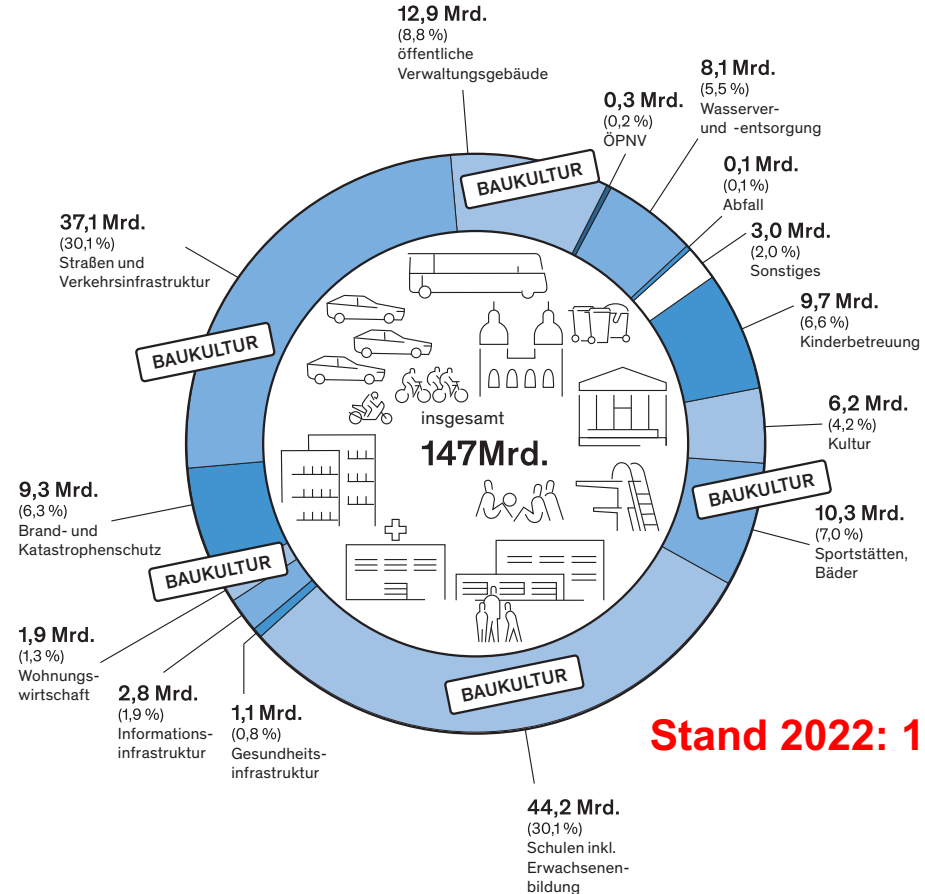 12,9 Mrd.
(8,8 %)
öffentliche
Verwaltungsgebäude
0,3 Mrd.
(0,2 %)
ÖPNV
8,1 Mrd.
(5,5 %)
Wasserver-
und -entsorgung
0,1 Mrd.
(0,1 %)
Abfall
3,0 Mrd.
(2,0 %)
Sonstiges
9,7 Mrd.
(6,6 %)
Kinderbetreuung
6,2 Mrd.
(4,2 %)
Kultur
BAUKULTUR
10,3 Mrd.
(7,0 %)
Sportstätten,
Bäder
BAUKULTUR
37,1 Mrd.
(30,1 %)
Straßen und
Verkehrsinfrastruktur
BAUKULTUR
insgesamt
147Mrd.
9,3 Mrd.
(6,3 %)
Brand- und
Katastrophenschutz
BAUKULTUR
1,9 Mrd.
(1,3 %)
Wohnungs-
wirtschaft
2,8 Mrd.
(1,9 %)
Informations-
infrastruktur
1,1 Mrd.
(0,8 %)
Gesundheits-
infrastruktur
BAUKULTUR
Stand 2022: 1
44,2 Mrd.
(30,1 %)
Schulen inkl.
Erwachsenen-
bildung